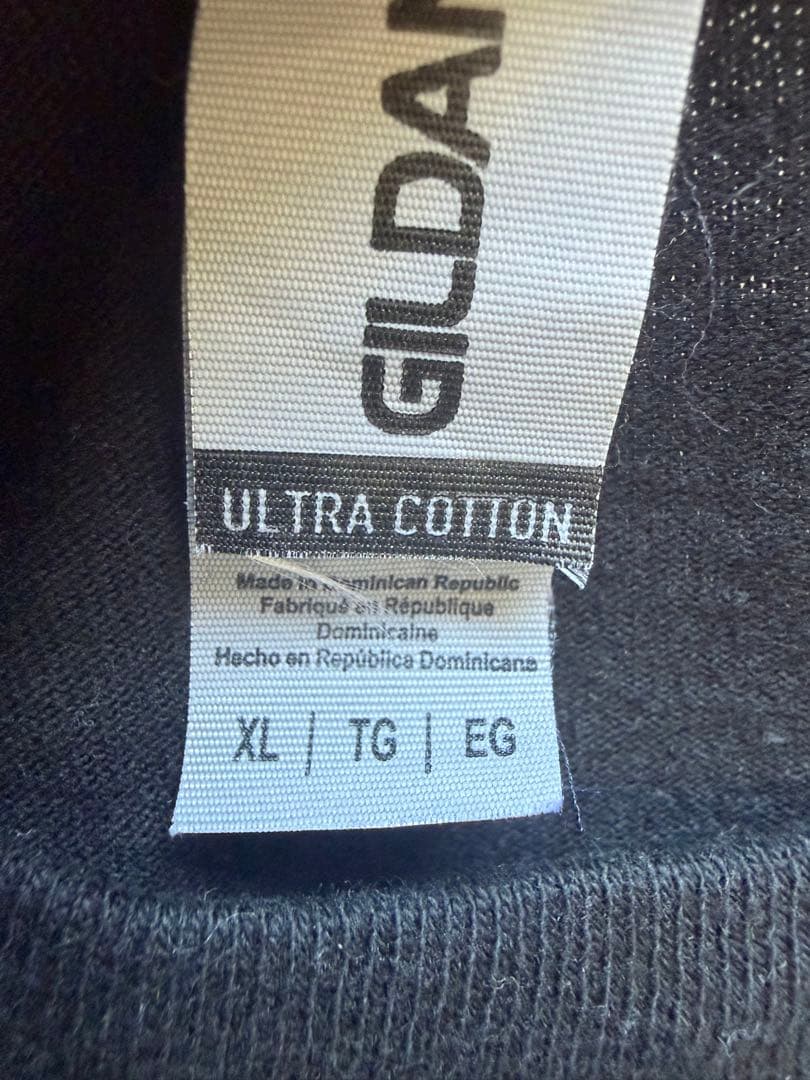 GILDAN
ULTRA COTTON
Made in Dominican Republic
Fabriqué en République
Dominicaine
Hecho en República Dominicana
XL | TG | EG